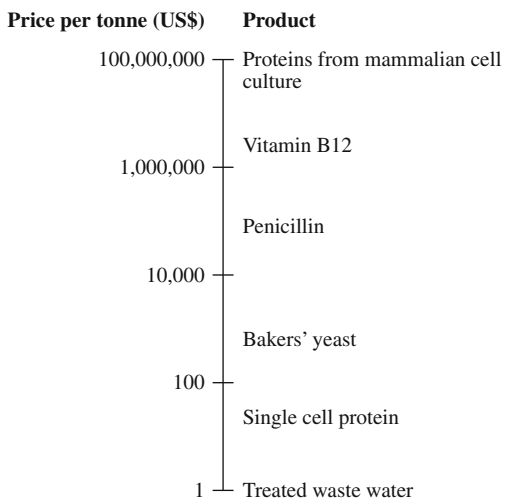 Price per tonne (US$) Product
100,000,000 Proteins from mammalian cell
culture
Vitamin B12
1,000,000
Penicillin
10,000
Bakers’ yeast
100
Single cell protein
1 Treated waste water